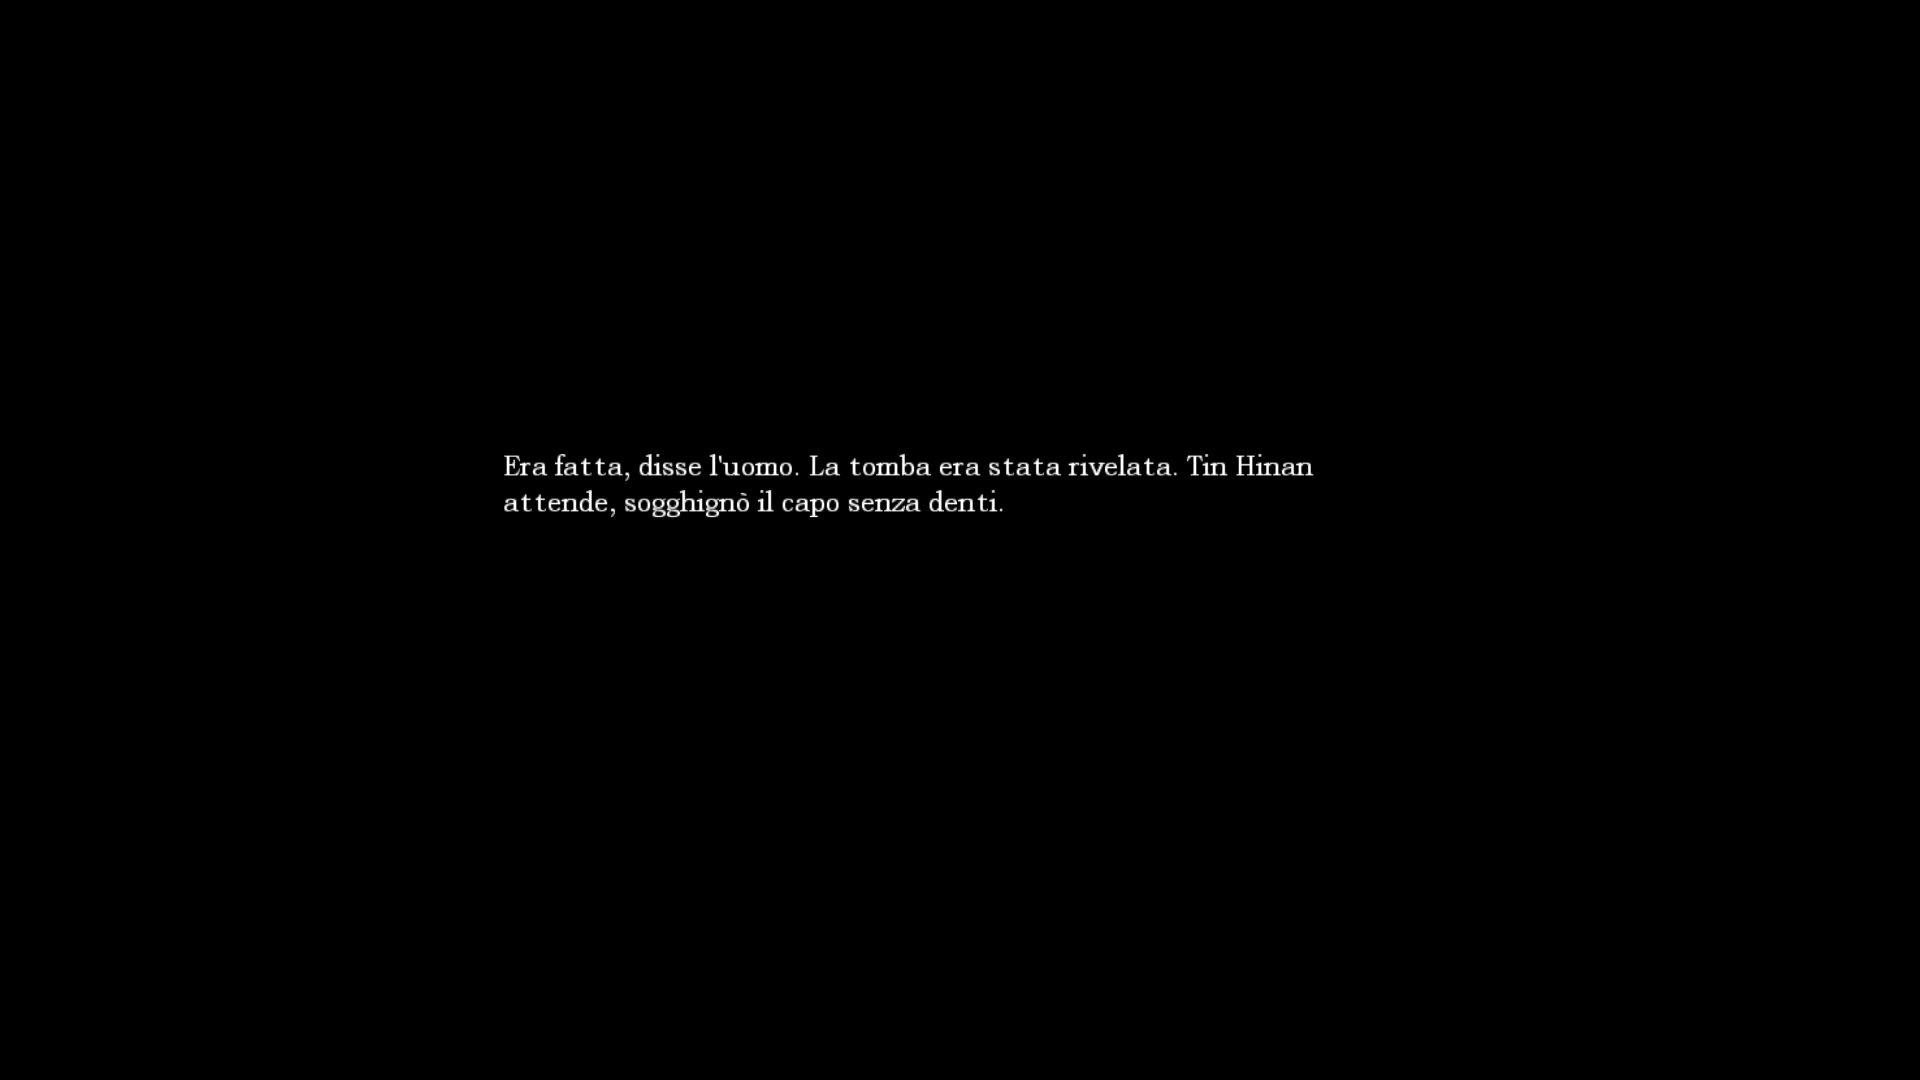 Era fatta, disse l'uomo. La tomba era stata rivelata. Tin Hinan
attende, sogghignò il capo senza denti.